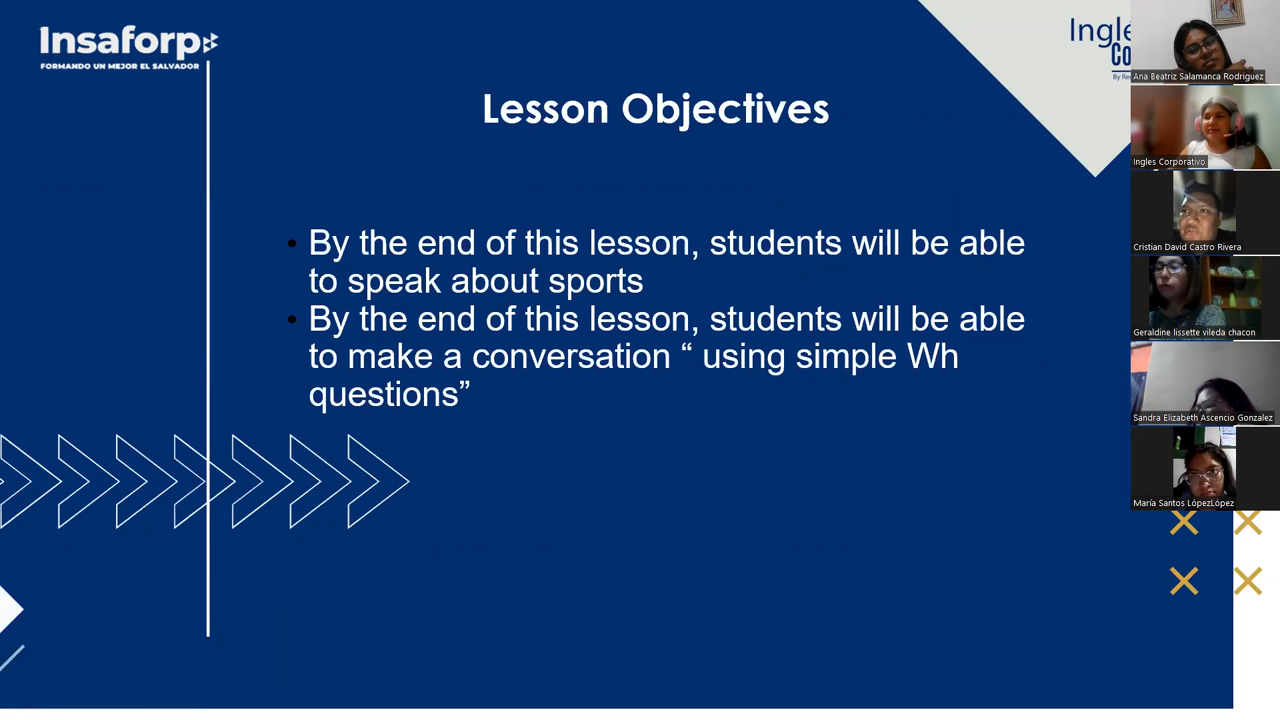 Insaforp
FORMANDO UN MEJOR EL SALVADOR
Lesson Objectives
• By the end of this lesson, students will be able
to speak about sports
• By the end of this lesson, students will be able
to make a conversation “ using simple Wh
questions”
Ana Beatriz Salamanca Rodriguez
Ingles Corporativo
Cristian David Castro Rivera
Geraldine lissette vileda chacon
Sandra Elizabeth Ascencio Gonzalez
María Santos LópezLópez